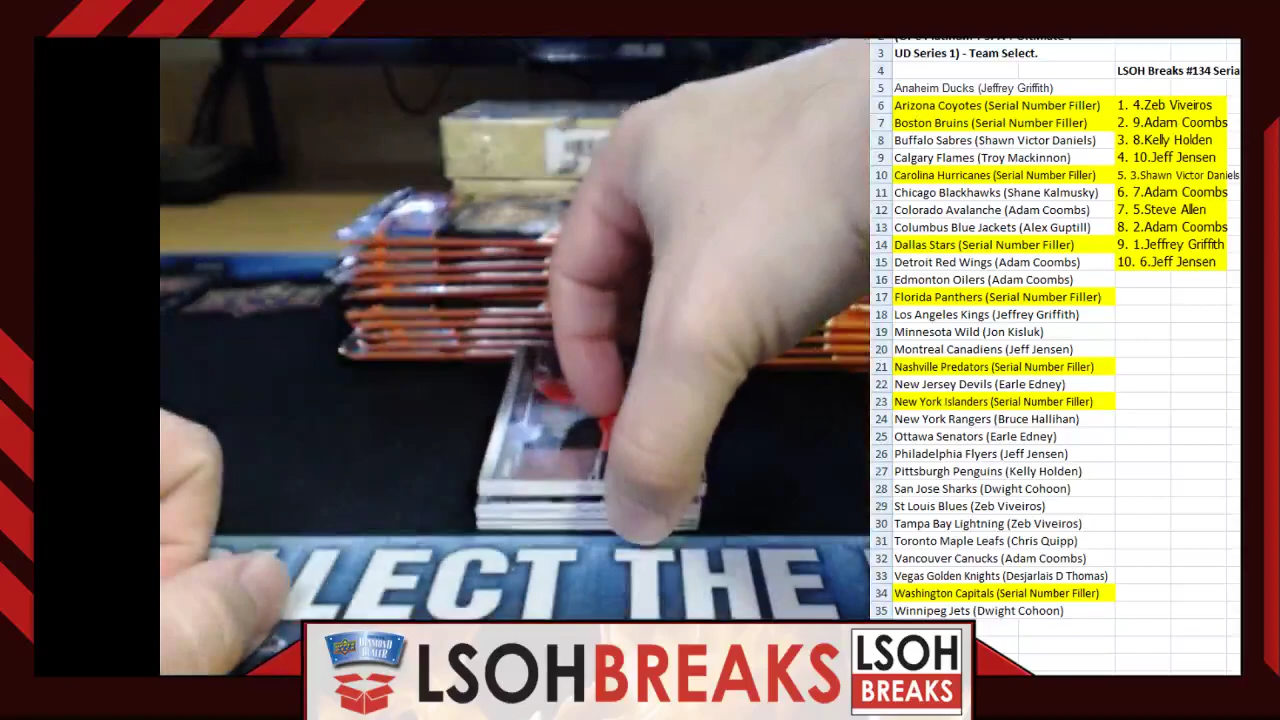 3 UD Series 1) - Team Select.
4 LSOH Breaks #134 Seria
5 Anaheim Ducks (Jeffrey Griffith)
6 Arizona Coyotes (Serial Number Filler) 1. 4.Zeb Viveiros
7 Boston Bruins (Serial Number Filler) 2. 9.Adam Coombs
8 Buffalo Sabres (Shawn Victor Daniels) 3. 8.Kelly Holden
9 Calgary Flames (Troy Mackinnon) 4. 10.Jeff Jensen
10 Carolina Hurricanes (Serial Number Filler) 5. 3.Shawn Victor Daniels
11 Chicago Blackhawks (Shane Kalmusky) 6. 7.Adam Coombs
12 Colorado Avalanche (Adam Coombs) 7. 5.Steve Allen
13 Columbus Blue Jackets (Alex Guptill) 8. 2.Adam Coombs
14 Dallas Stars (Serial Number Filler) 9. 1.Jeffrey Griffith
15 Detroit Red Wings (Adam Coombs) 10. 6.Jeff Jensen
16 Edmonton Oilers (Adam Coombs)
17 Florida Panthers (Serial Number Filler)
18 Los Angeles Kings (Jeffrey Griffith)
19 Minnesota Wild (Jon Kisluk)
20 Montreal Canadiens (Jeff Jensen)
21 Nashville Predators (Serial Number Filler)
22 New Jersey Devils (Earle Edney)
23 New York Islanders (Serial Number Filler)
24 New York Rangers (Bruce Hallihan)
25 Ottawa Senators (Earle Edney)
26 Philadelphia Flyers (Jeff Jensen)
27 Pittsburgh Penguins (Kelly Holden)
28 San Jose Sharks (Dwight Cohoon)
29 St Louis Blues (Zeb Viveiros)
30 Tampa Bay Lightning (Zeb Viveiros)
31 Toronto Maple Leafs (Chris Quipp)
32 Vancouver Canucks (Adam Coombs)
33 Vegas Golden Knights (Desjarlais D Thomas)
34 Washington Capitals (Serial Number Filler)
35 Winnipeg Jets (Dwight Cohoon)
LLECT THE
DIAMOND
DEALER
LSOHBREAKS
LSOH
BREAKS